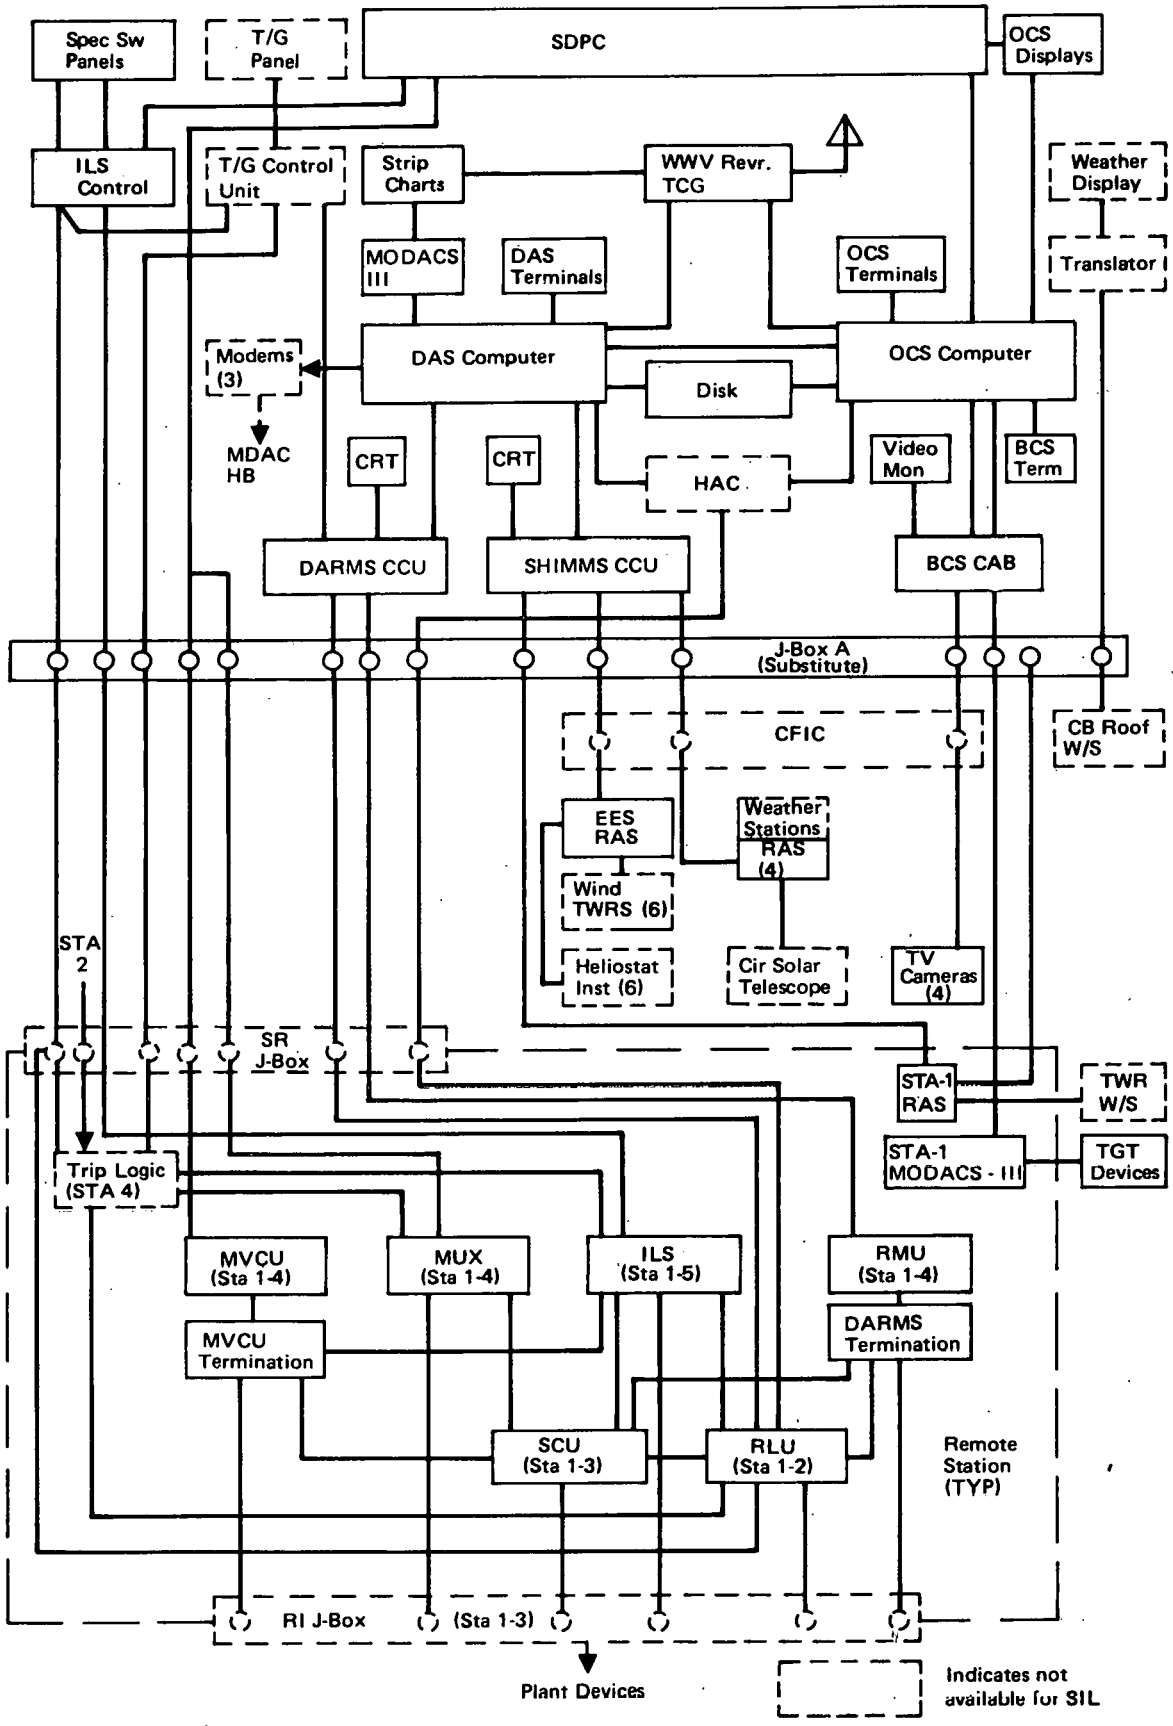 Spec Sw
Panels
T/G
Panel
SDPC
OCS
Displays
ILS
Control
T/G Control
Unit
Strip
Charts
WWV Revr.
TCG
Weather
Display
MODACS
III
DAS
Terminals
OCS
Terminals
Translator
Modems
(3)
DAS Computer
OCS Computer
Disk
MDAC
HB
CRT
CRT
HAC
Video
Mon
BCS
Term
DARMS CCU
SHIMMS CCU
BCS CAB
J-Box A
(Substitute)
CFIC
CB Roof
W/S
EES
RAS
Weather
Stations
RAS
(4)
Wind
TWRS (6)
STA
2
Heliostat
Inst (6)
Cir Solar
Telescope
TV
Cameras
(4)
SR
J-Box
STA-1
RAS
TWR
W/S
Trip Logic
(STA 4)
STA-1
MODACS - III
TGT
Devices
MVCU
(Sta 1-4)
MUX
(Sta 1-4)
ILS
(Sta 1-5)
RMU
(Sta 1-4)
MVCU
Termination
DARMS
Termination
SCU
(Sta 1-3)
RLU
(Sta 1-2)
Remote
Station
(TYP)
RI J-Box (Sta 1-3)
Plant Devices
Indicates not
available for SIL